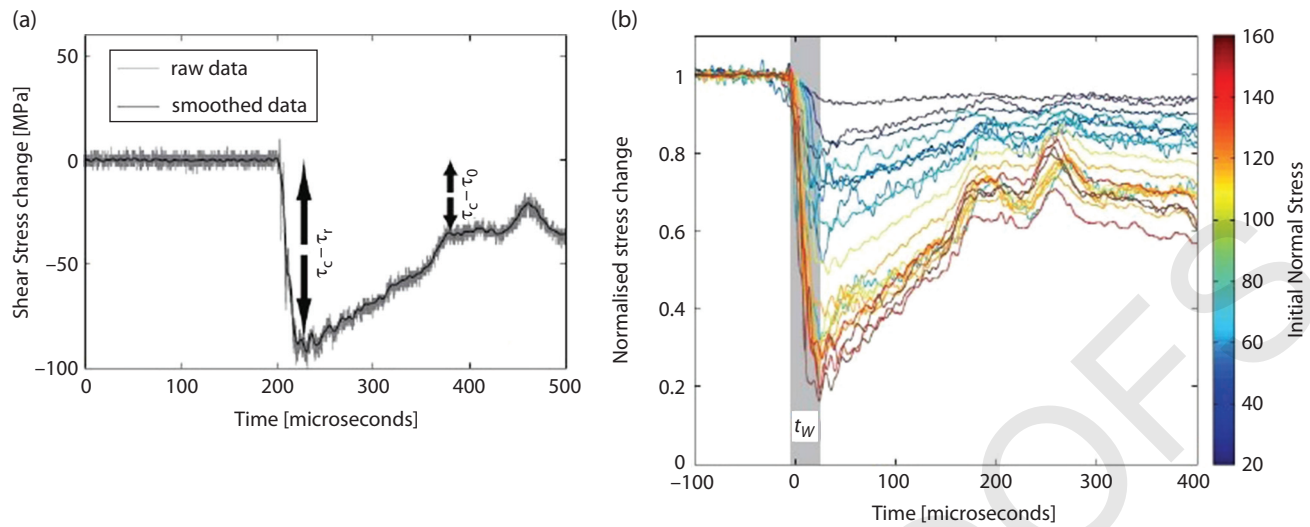 (a)
50
0
−50
−100
Shear Stress change [MPa]
raw data
smoothed data
τc − τr
τc − τ0
0
100
200
300
400
500
Time [microseconds]
(b)
1
0.8
0.6
0.4
0.2
0
Normalised stress change
tW
−100
0
100
200
300
400
Time [microseconds]
160
140
120
100
80
60
40
20
Initial Normal Stress
OFS